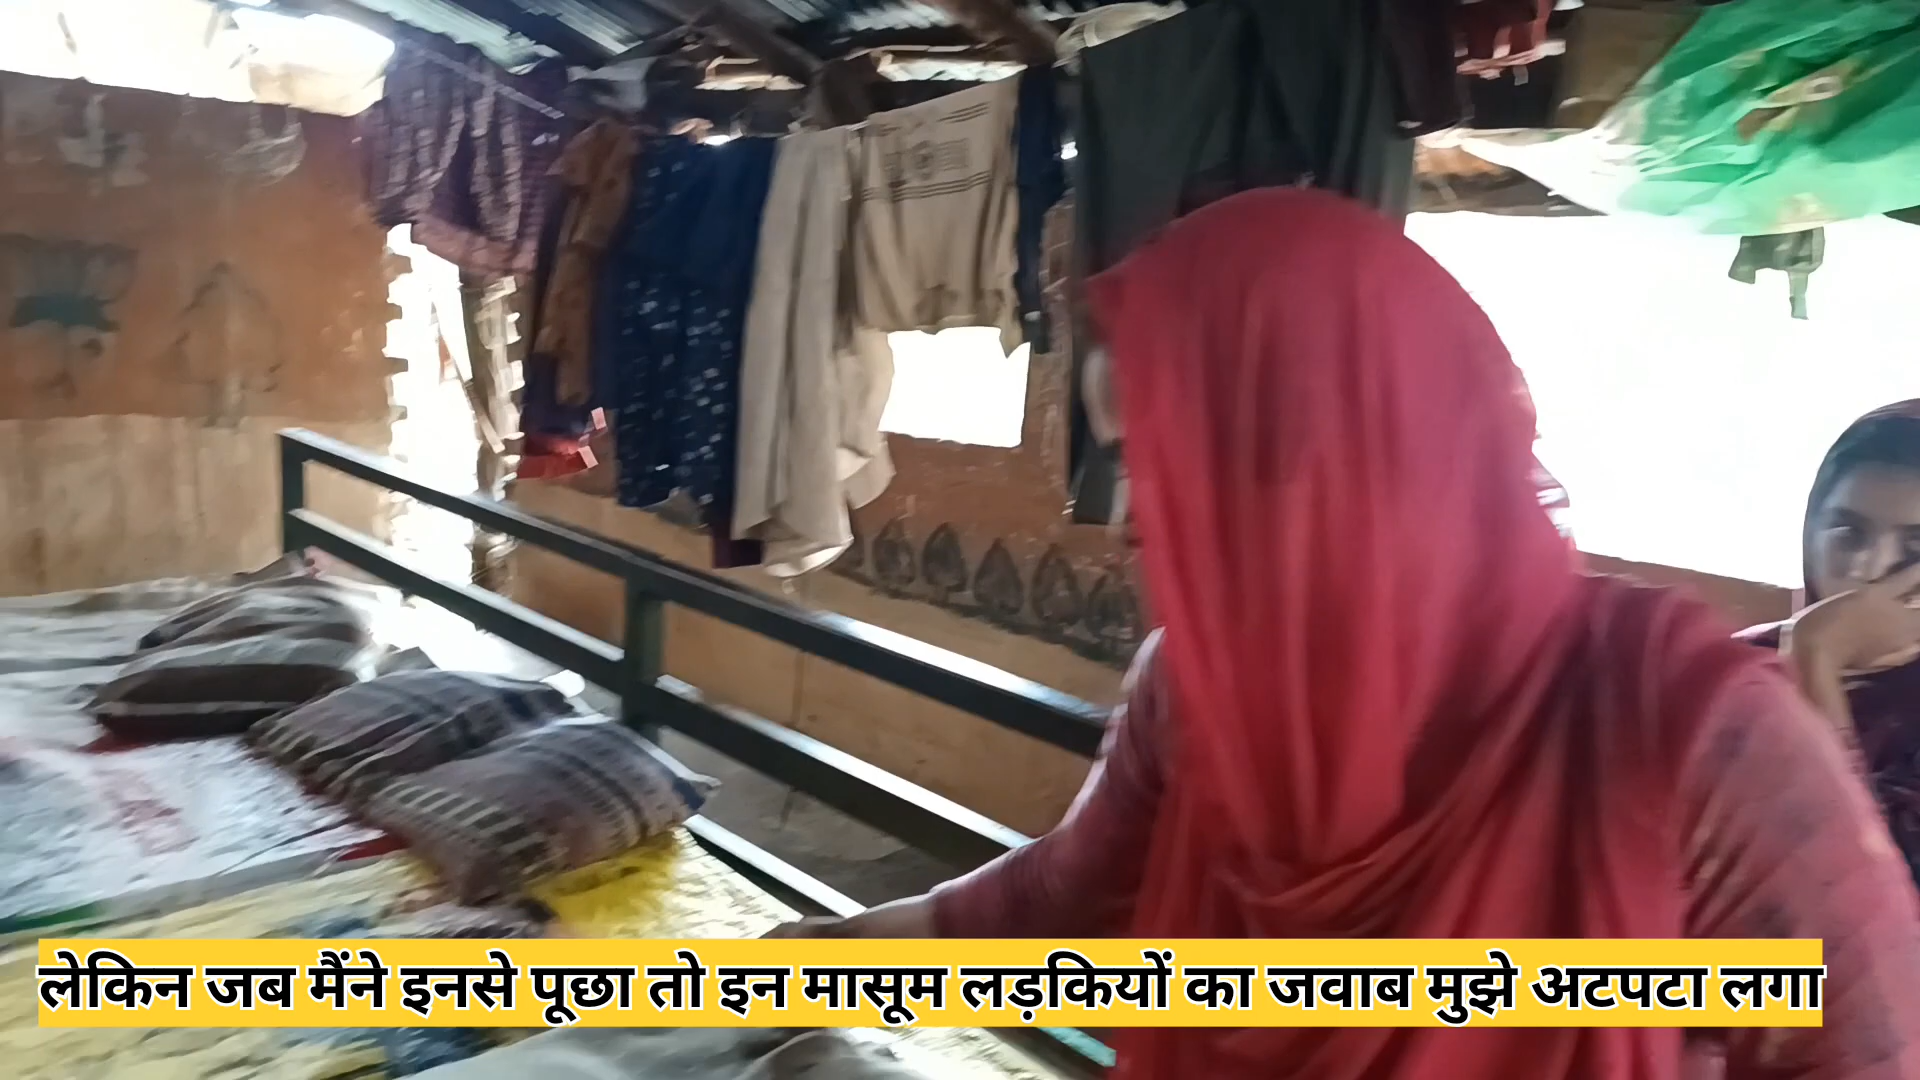 लेकिन जब मैंने इनसे पूछा तो इन मासूम लड़कियों का जवाब मुझे अटपटा लगा